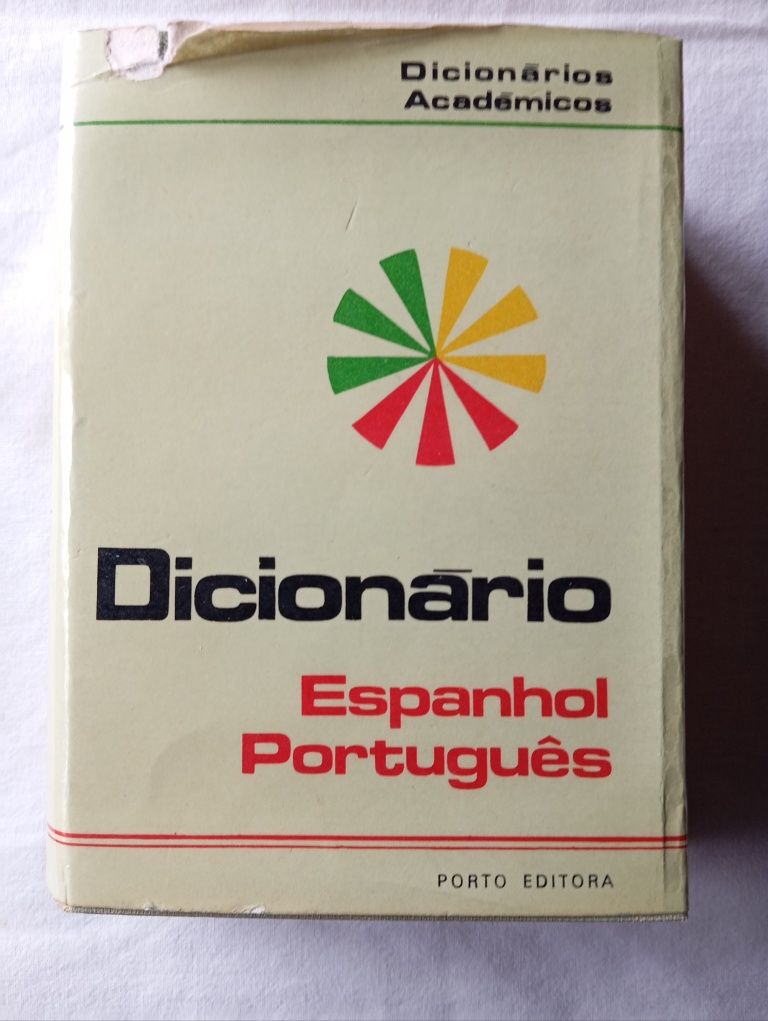 Dicionários
Académicos
Dicionário
Espanhol
Português
PORTO EDITORA